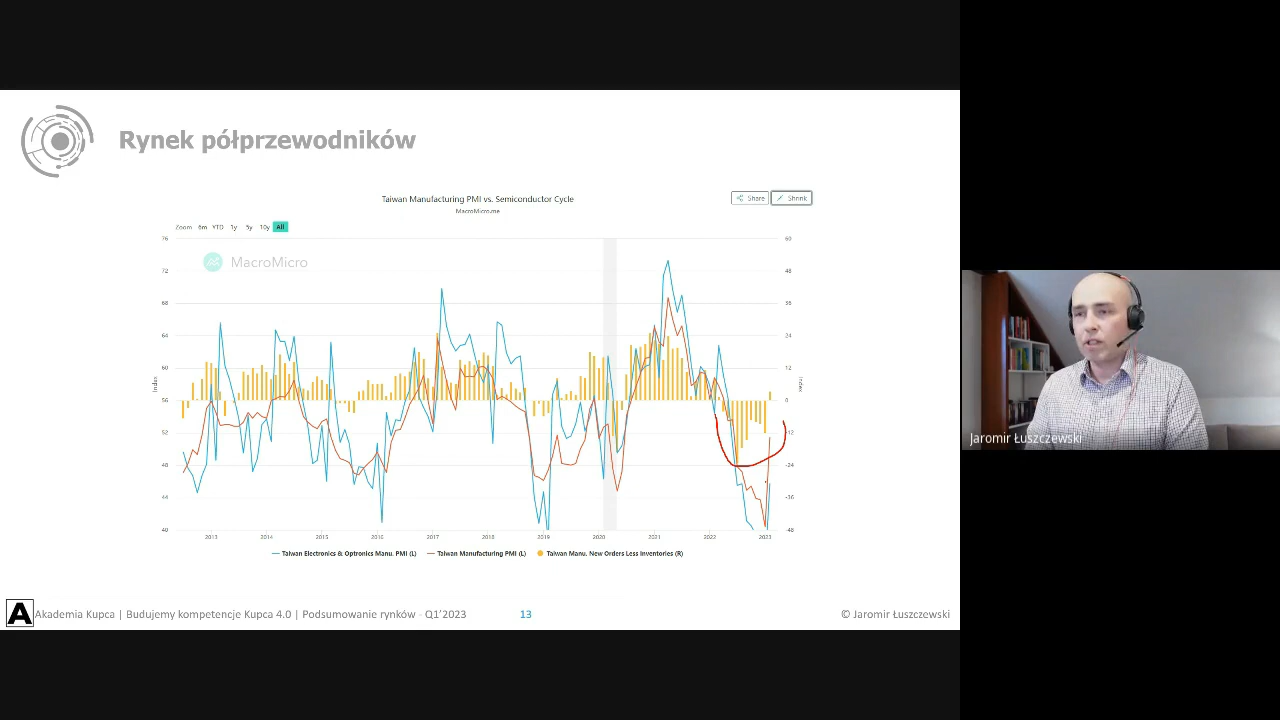 Rynek półprzewodników
Taiwan Manufacturing PMI vs. Semiconductor Cycle
MacroMicro.me
Share
Shrink
Zoom 6m YTD 1y 5y 10y All
MacroMicro
76
72
68
64
60
56
52
48
44
40
Index
60
48
36
24
12
0
-12
-24
-36
-48
Index
2013 2014 2015 2016 2017 2018 2019 2020 2021 2022 2023
Taiwan Electronics & Optronics Manu. PMI (L) Taiwan Manufacturing PMI (L) Taiwan Manu. New Orders Less Inventories (R)
A Akademia Kupca | Budujemy kompetencje Kupca 4.0 | Podsumowanie rynków - Q1'2023 13 © Jaromir Łuszczewski
Jaromir Łuszczewski